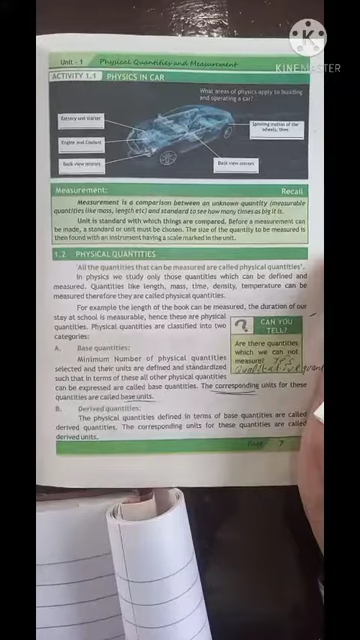 KINEMASTER
Unit - 1 Physical Quantities and Measurement
ACTIVITY 1.1 PHYSICS IN CAR
What areas of physics apply to building
and operating a car?
Battery and starter
Spinning motion of the
wheels, tires
Engine and Coolant
Back view mirrors
Back view mirrors
Measurement: Recall
Measurement is a comparison between an unknown quantity (measurable
quantities like mass, length etc) and standard to see how many times as big it is.
Unit is standard with which things are compared. Before a measurement can
be made, a standard or unit must be chosen. The size of the quantity to be measured is
then found with an instrument having a scale marked in the unit.
1.2 PHYSICAL QUANTITIES
'All the quantities that can be measured are called physical quantities'.
In physics we study only those quantities which can be defined and
measured. Quantities like length, mass, time, density, temperature can be
measured therefore they are called physical quantities.
For example the length of the book can be measured, the duration of our
stay at school is measurable, hence these are physical
quantities. Physical quantities are classified into two
categories:
? CAN YOU
TELL?
Are there quantities
which we can not
measure? Yes
A. Base quantities:
Minimum Number of physical quantities
selected and their units are defined and standardized
such that in terms of these all other physical quantities
can be expressed are called base quantities. The corresponding units for these
quantities are called base units.
B. Derived quantities:
The physical quantities defined in terms of base quantities are called
derived quantities. The corresponding units for these quantities are called
derived units.
Page 7